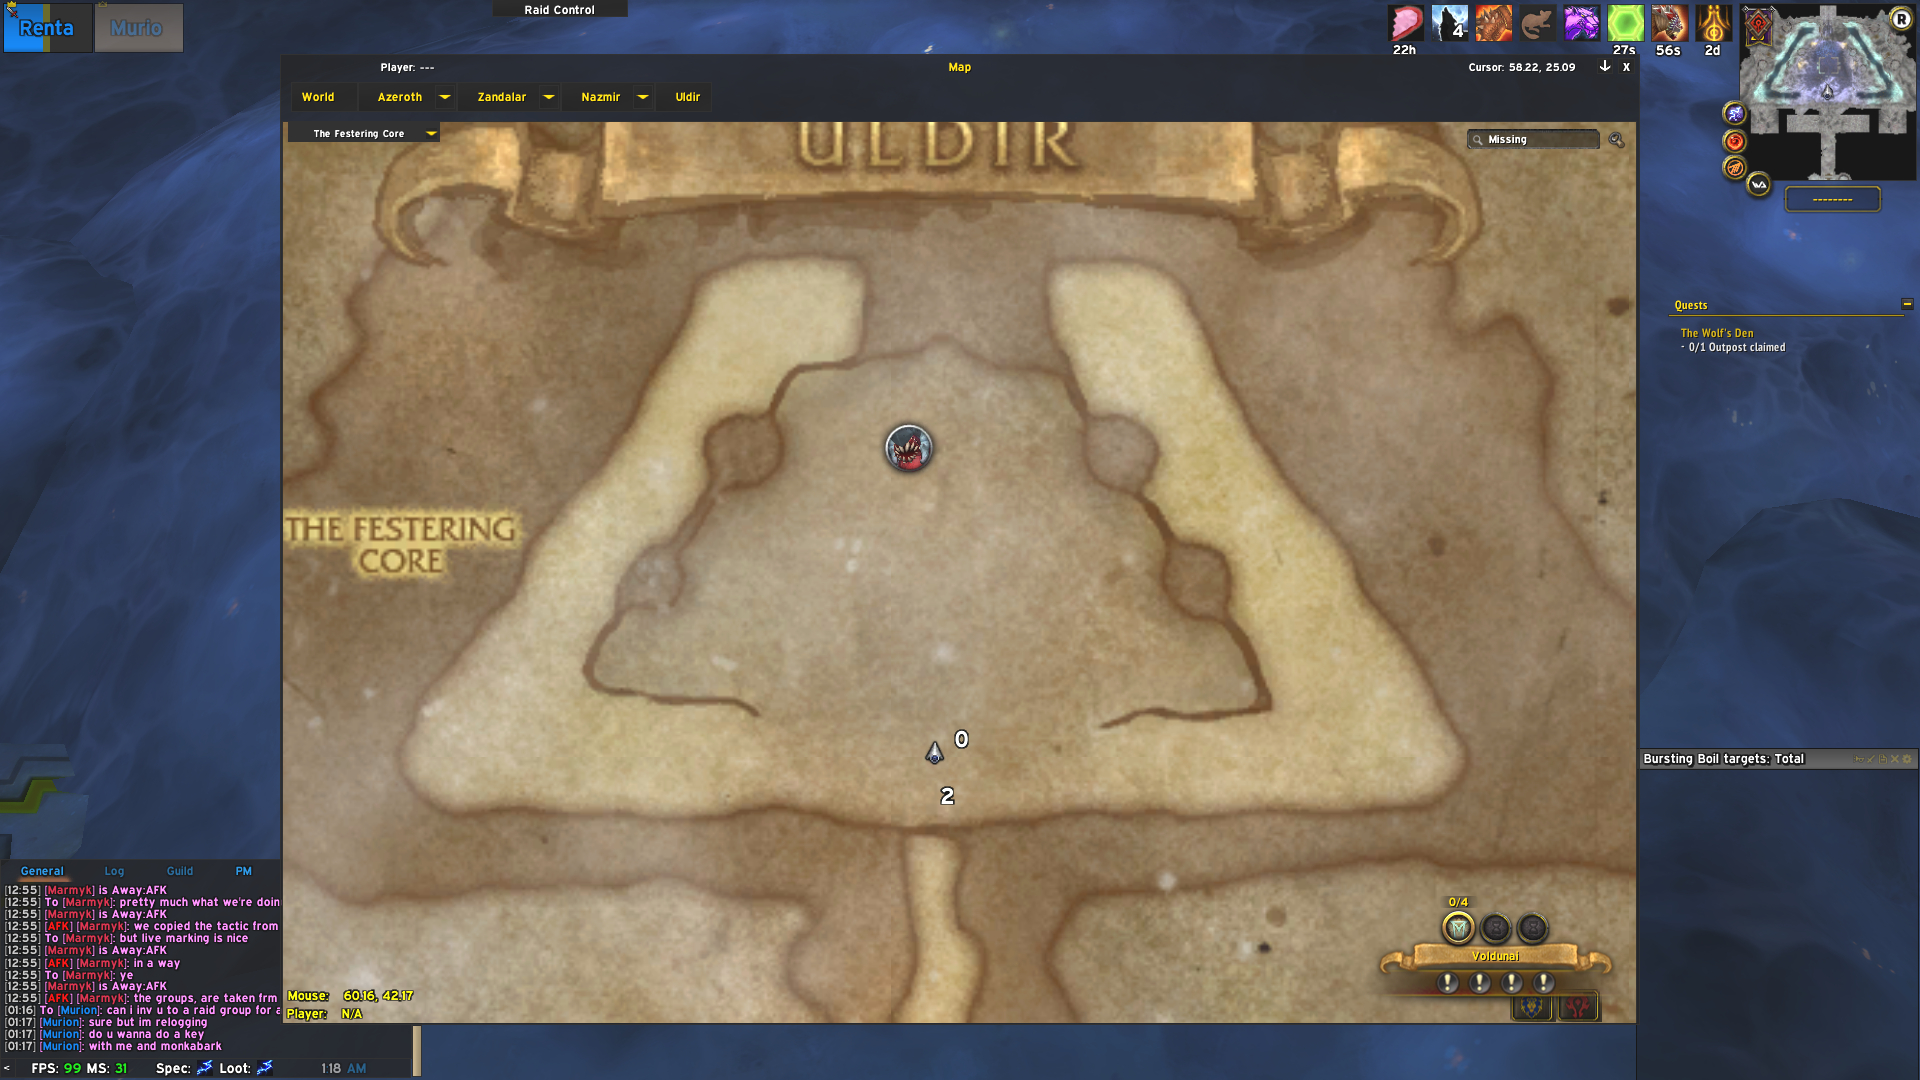 Renta
Murio
Raid Control
4
22h
27s
56s
2d
R
Player: ---
Map
Cursor: 58.22, 25.09
X
World
Azeroth
Zandalar
Nazmir
Uldir
The Festering Core
ULDIR
Missing
WA
--------
Quests
The Wolf's Den
- 0/1 Outpost claimed
THE FESTERING
CORE
0
2
Bursting Boil targets: Total
General
Log
Guild
PM
[12:55] [Marmyk] is Away:AFK
[12:55] To [Marmyk]: pretty much what we're doin
[12:55] [Marmyk] is Away:AFK
[12:55] [AFK] [Marmyk]: we copied the tactic from
[12:55] To [Marmyk]: but live marking is nice
[12:55] [Marmyk] is Away:AFK
[12:55] [AFK] [Marmyk]: in a way
[12:55] To [Marmyk]: ye
[12:55] [Marmyk] is Away:AFK
[12:55] [AFK] [Marmyk]: the groups, are taken frm
[01:16] To [Murion]: can i inv u to a raid group for a
[01:17] [Murion]: sure but im relogging
[01:17] [Murion]: do u wanna do a key
[01:17] [Murion]: with me and monkabark
Mouse: 60.16, 42.17
Player: N/A
0/4
Voldunai
< FPS: 99 MS: 31 Spec: Loot: 1:18 AM